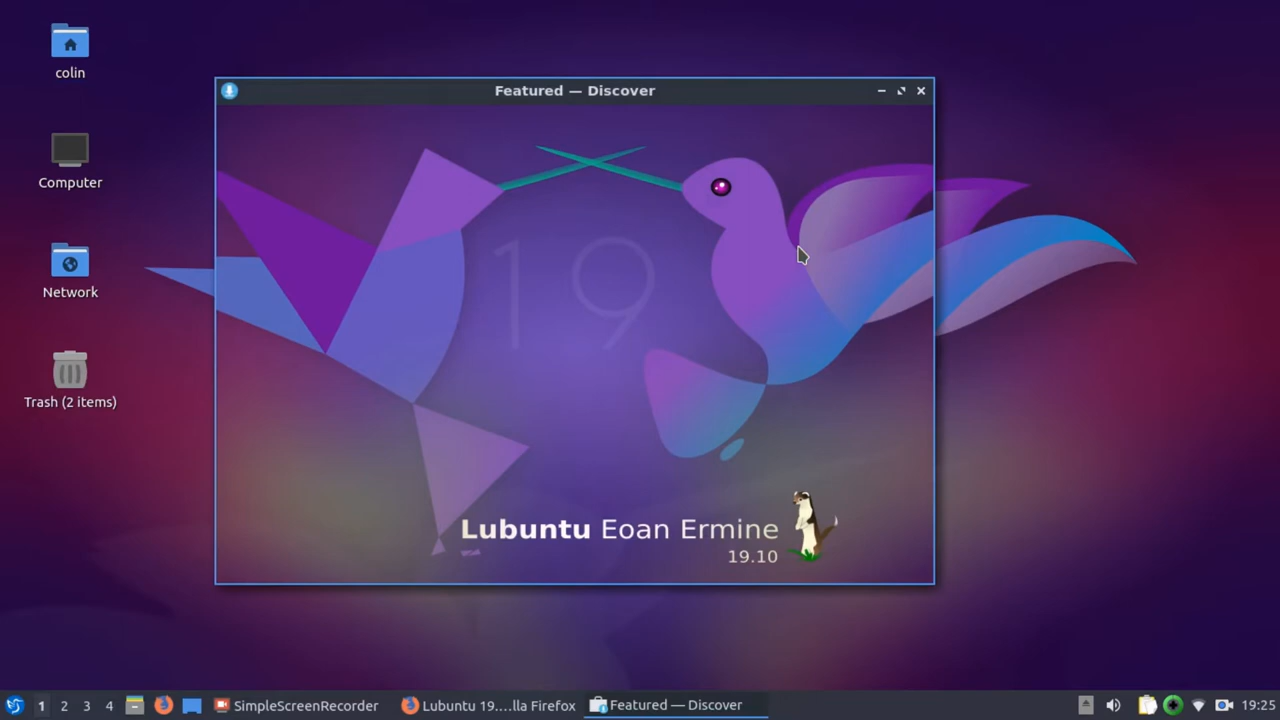 colin
Computer
Network
Trash (2 items)
Featured — Discover
19
Lubuntu Eoan Ermine
19.10
1 2 3 4 SimpleScreenRecorder Lubuntu 19....lla Firefox Featured — Discover 19:25